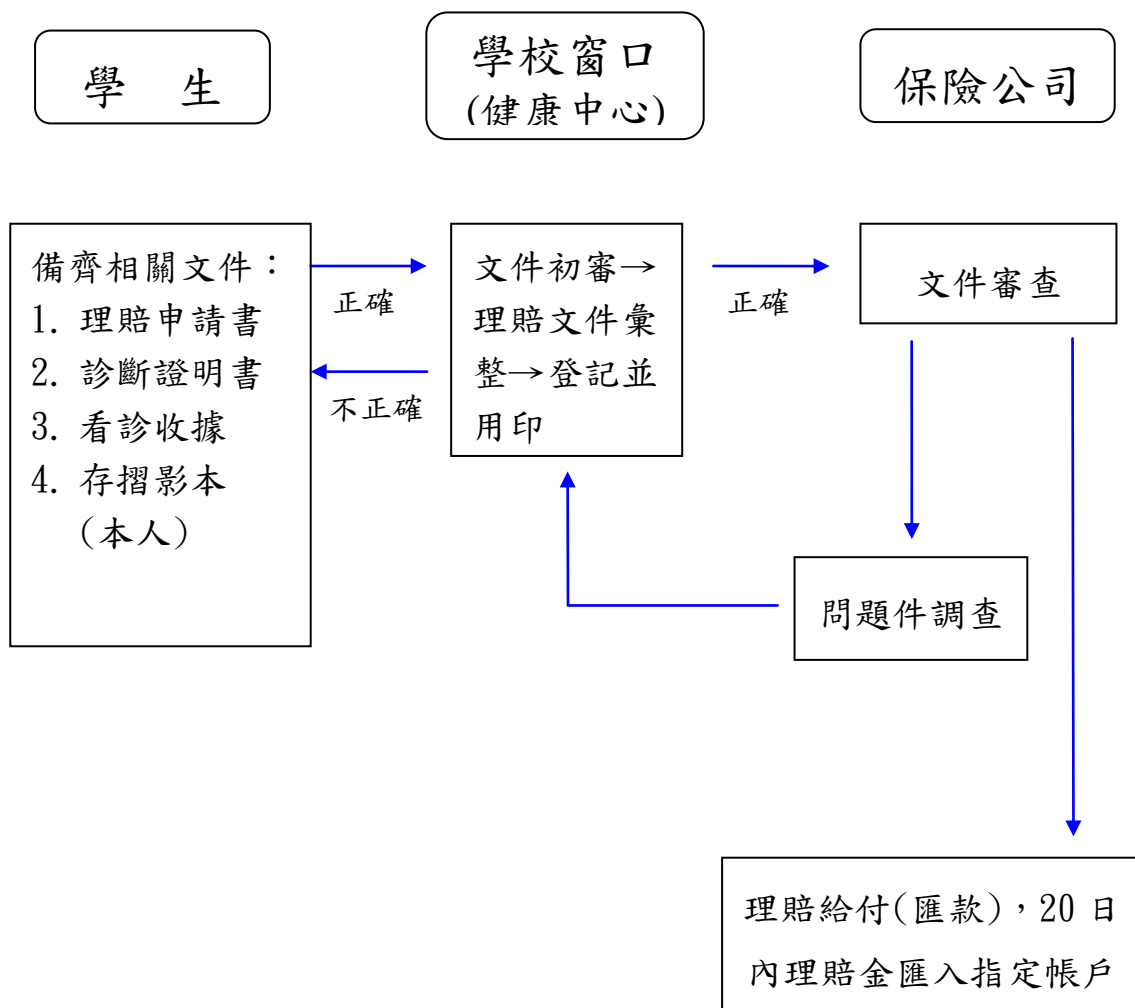 學 生
學校窗口
(健康中心)
保險公司
備齊相關文件：
1. 理賠申請書
2. 診斷證明書
3. 看診收據
4. 存摺影本
(本人)
正確
不正確
文件初審→
理賠文件彙
整→登記並
用印
正確
文件審查
問題件調查
理賠給付(匯款)，20 日
內理賠金匯入指定帳戶